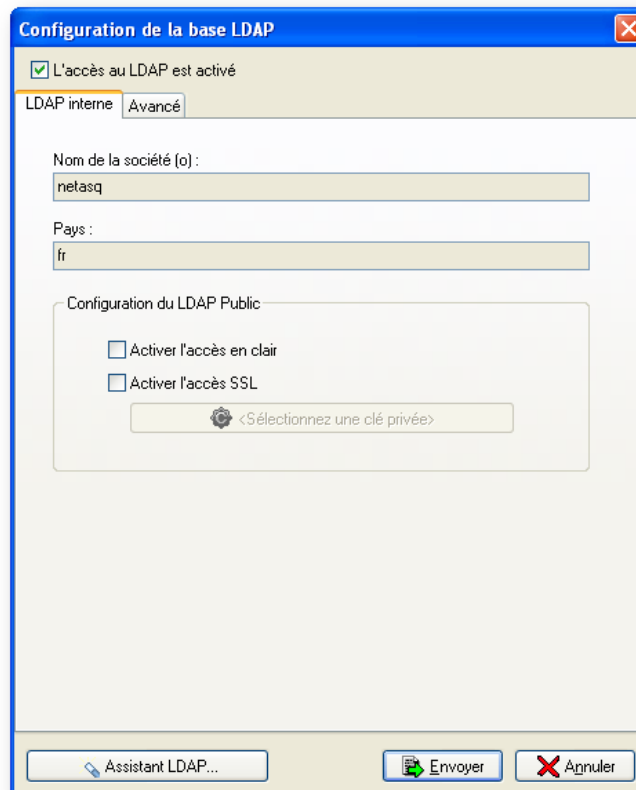 Configuration de la base LDAP
L'accès au LDAP est activé
LDAP interne Avancé
Nom de la société (o) :
netasq
Pays :
fr
Configuration du LDAP Public
Activer l'accès en clair
Activer l'accès SSL
<Sélectionnez une clé privée>
Assistant LDAP... Envoyer Annuler